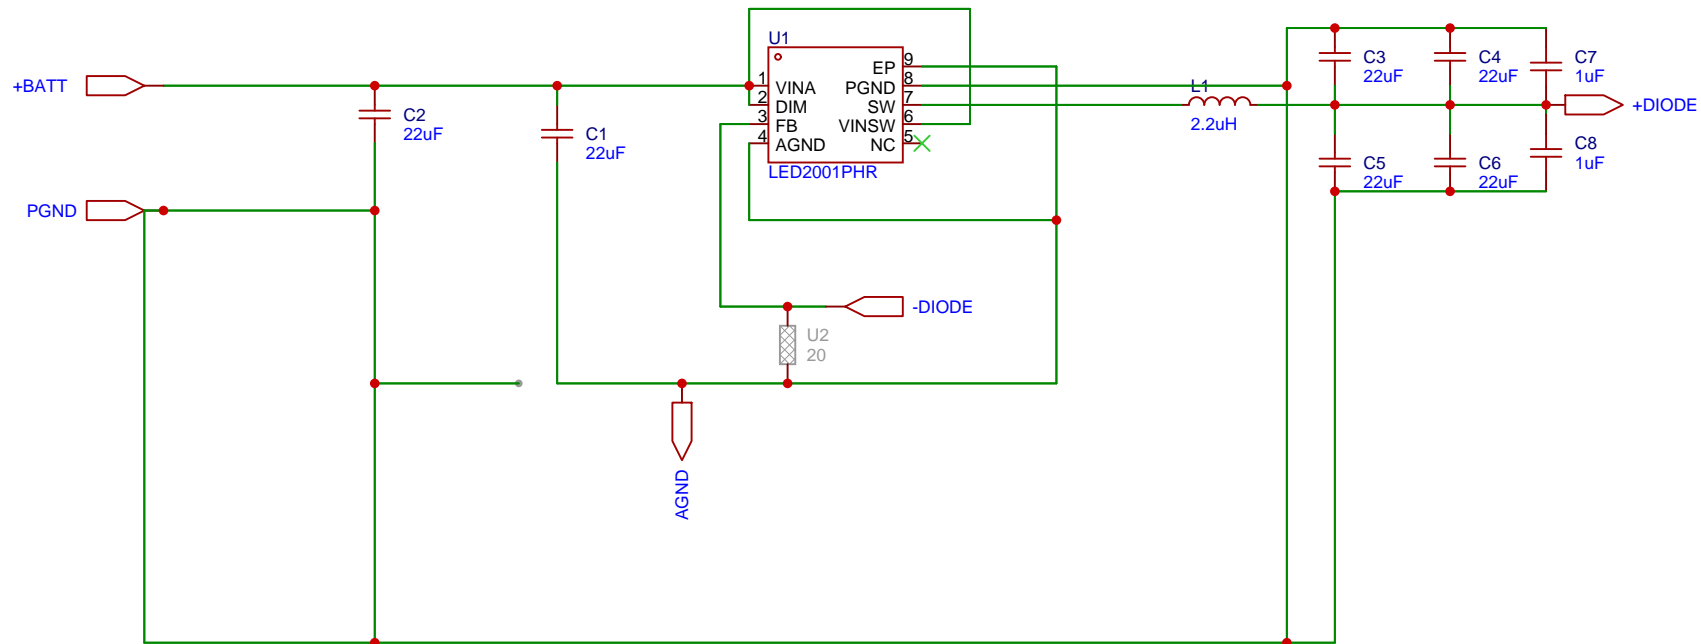 +BATT
PGND
C2
22uF
C1
22uF
U1
1
VINA
2
DIM
3
FB
4
AGND
9
EP
8
PGND
7
SW
6
VINSW
5
NC
LED2001PHR
-DIODE
U2
20
AGND
L1
2.2uH
C3
22uF
C4
22uF
C7
1uF
+DIODE
C5
22uF
C6
22uF
C8
1uF